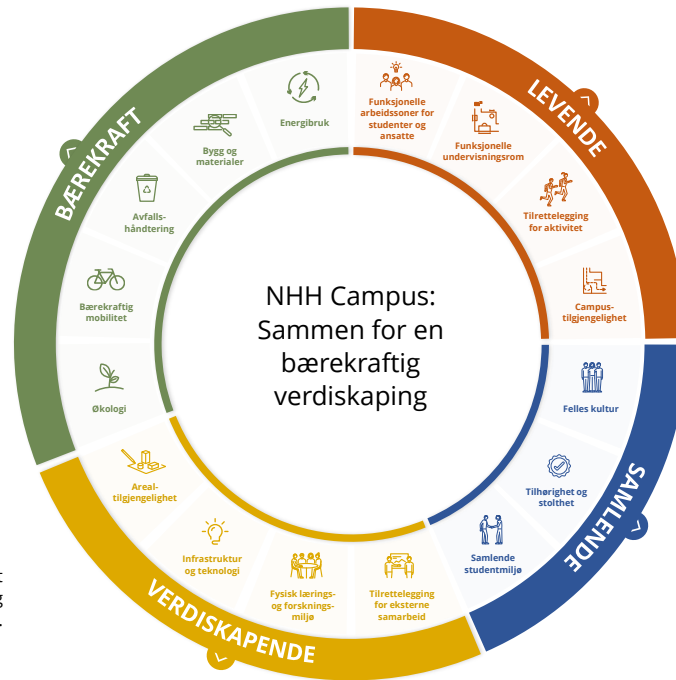 BÆREKRAFT
Energibruk
Bygg og
materialer
Avfalls-
håndtering
Bærekraftig
mobilitet
Økologi
LEVENDE
Funksjonelle
arbeidssoner for
studenter og
ansatte
Funksjonelle
undervisningsrom
Tilrettelegging
for aktivitet
Campus-
tilgjengelighet
NHH Campus:
Sammen for en
bærekraftig
verdiskaping
SAMLENDE
Felles kultur
Tilhørighet og
stolthet
Samlende
studentmiljø
VERDISKAPENDE
Areal-
tilgjengelighet
Infrastruktur
og teknologi
Fysisk lærings-
og forsknings-
miljø
Tilrettelegging
for eksterne
samarbeid